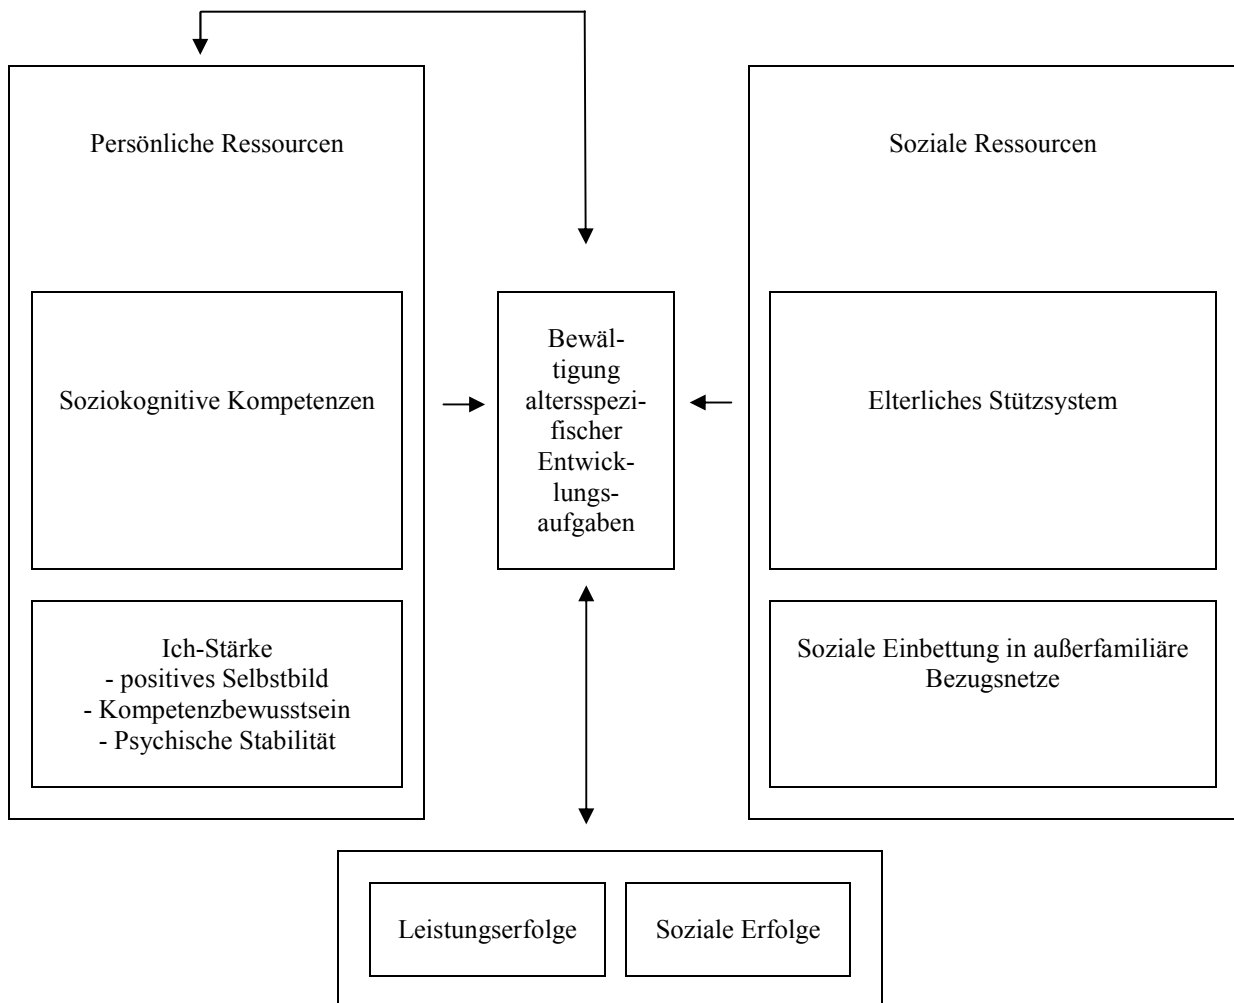 Persönliche Ressourcen
Soziale Ressourcen
Soziokognitive Kompetenzen
Bewäl-
tigung
altersspezi-
fischer
Entwick-
lungs-
aufgaben
Elterliches Stützsystem
Ich-Stärke
- positives Selbstbild
- Kompetenzbewusstsein
- Psychische Stabilität
Soziale Einbettung in außerfamiliäre
Bezugsnetze
Leistungserfolge
Soziale Erfolge